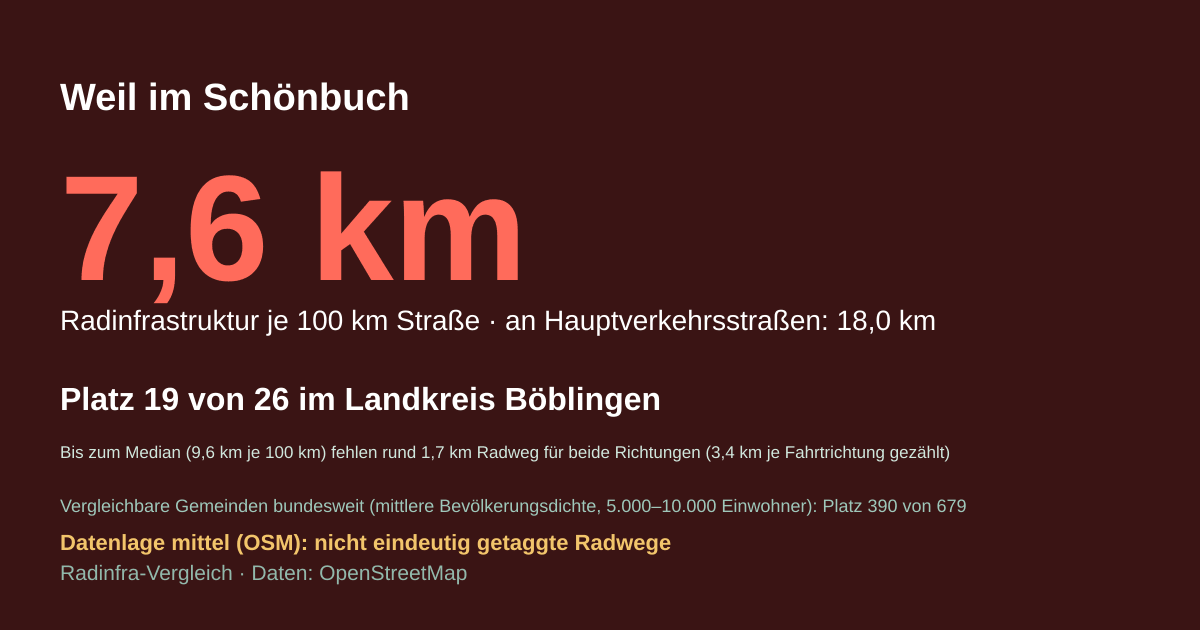 Weil im Schönbuch
7,6 km
Radinfrastruktur je 100 km Straße · an Hauptverkehrsstraßen: 18,0 km
Platz 19 von 26 im Landkreis Böblingen
Bis zum Median (9,6 km je 100 km) fehlen rund 1,7 km Radweg für beide Richtungen (3,4 km je Fahrtrichtung gezählt)
Vergleichbare Gemeinden bundesweit (mittlere Bevölkerungsdichte, 5.000–10.000 Einwohner): Platz 390 von 679
Datenlage mittel (OSM): nicht eindeutig getaggte Radwege
Radinfra-Vergleich · Daten: OpenStreetMap